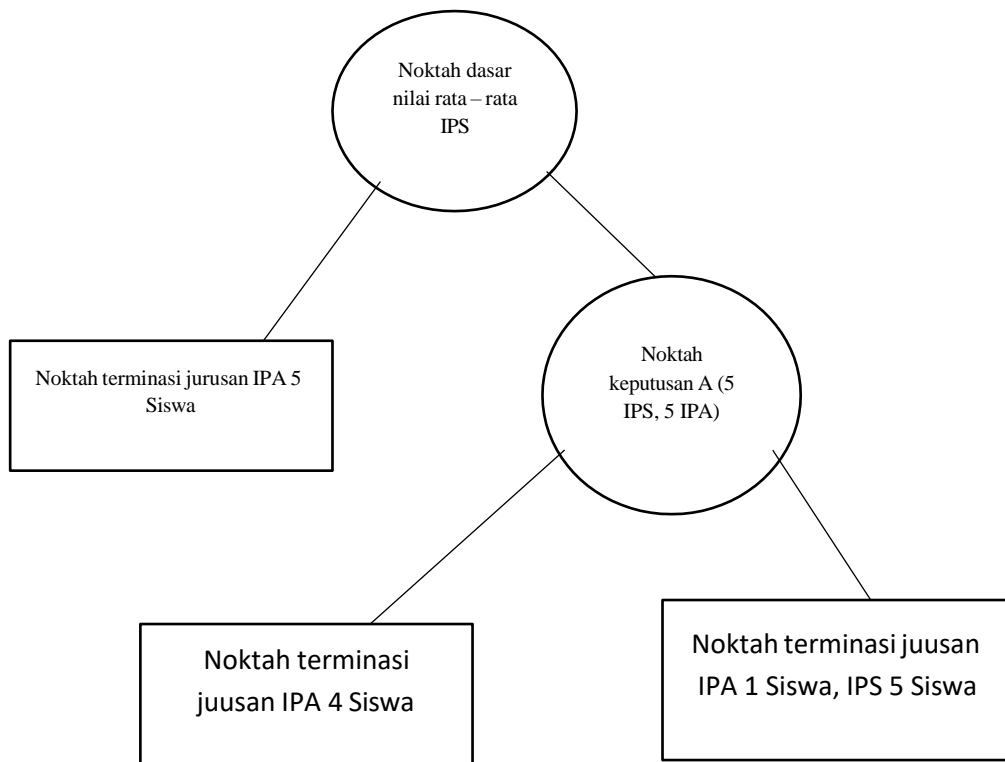 Noktah dasar
nilai rata – rata
IPS
Noktah terminasi jurusan IPA 5
Siswa
Noktah
keputusan A (5
IPS, 5 IPA)
Noktah terminasi
juusan IPA 4 Siswa
Noktah terminasi juusan
IPA 1 Siswa, IPS 5 Siswa